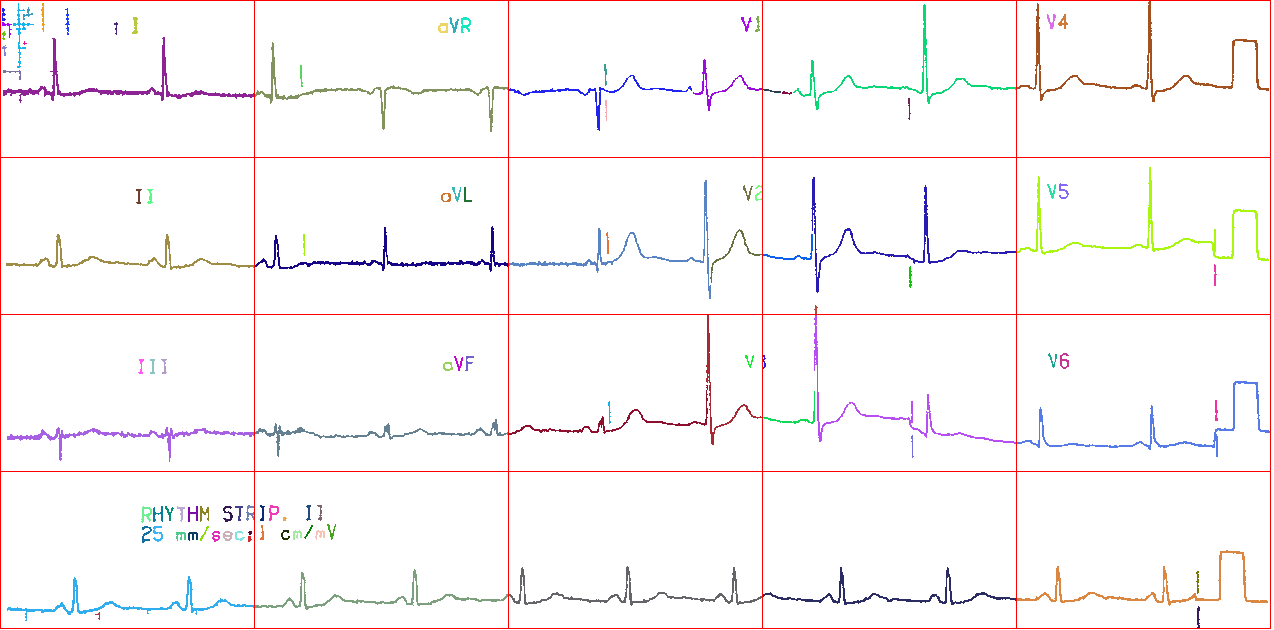 I aVR V1 V4
II aVL V2 V5
III aVF V3 V6
RHYTHM STRIP. II
25 mm/sec; 1 cm/mV